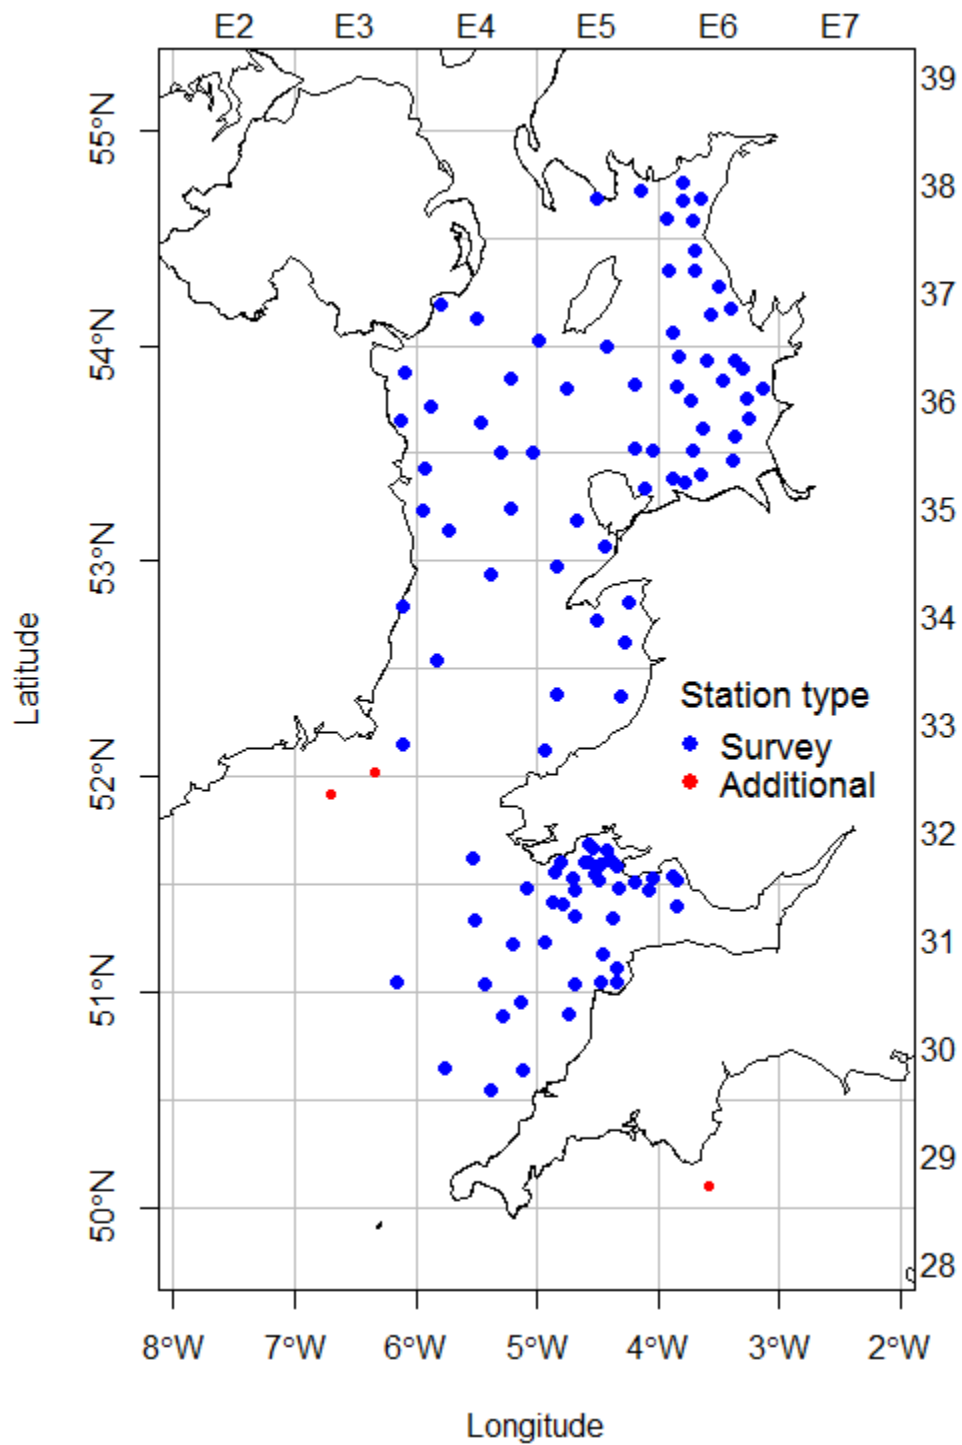 E2 E3 E4 E5 E6 E7
39
55°N
38
37
54°N
36
35
53°N
34
Latitude
Station type
33
Survey
52°N
Additional
32
31
51°N
30
29
50°N
28
8°W 7°W 6°W 5°W 4°W 3°W 2°W
Longitude